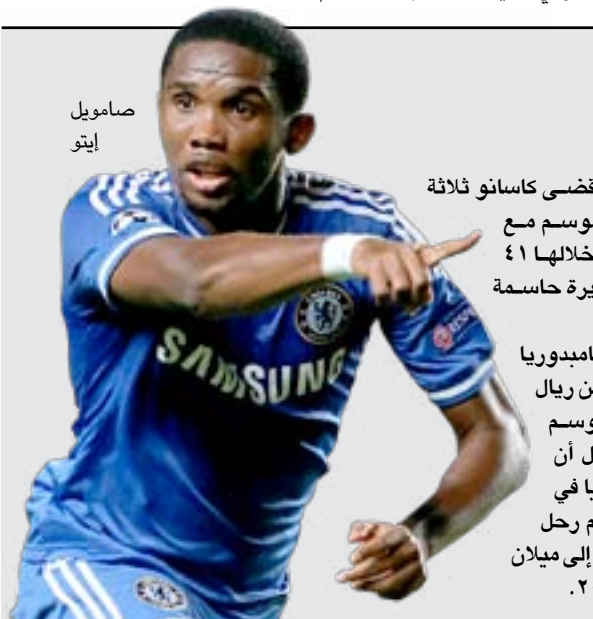 صامويل
إيتو
قضى كاسانو ثلاثة
وسم مع
خلالها ٤١
يرة حاسمة
امبدوريا
ن ريال
وسم
ل أن
يا في
م رحل
إلى ميلان
٢.
SAMSUNG